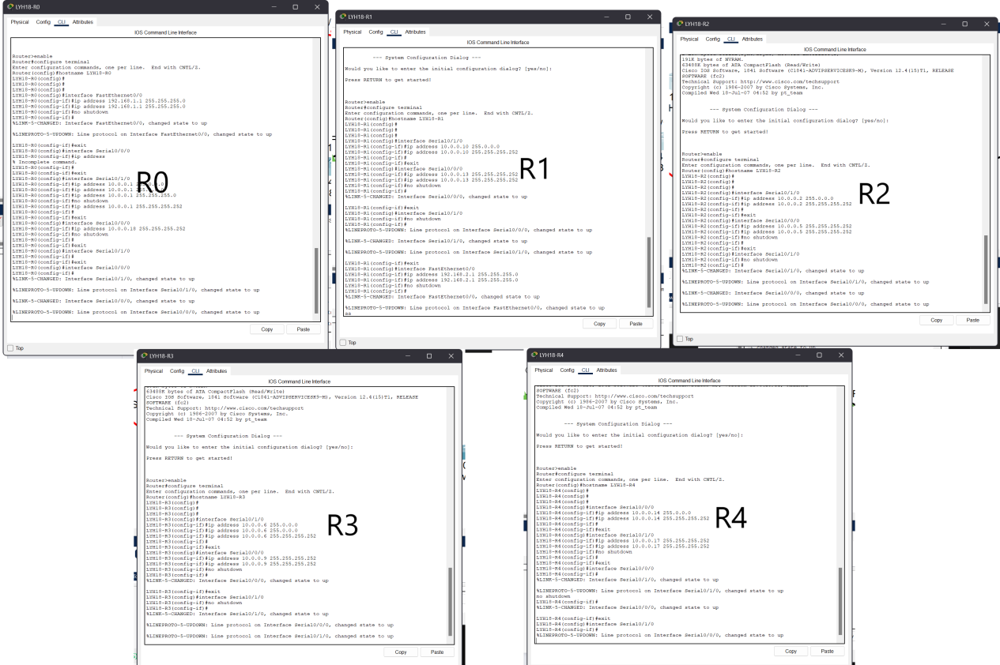 LYH18-R0
Physical Config CLI Attributes
IOS Command Line Interface
Router>enable
Router#configure terminal
Enter configuration commands, one per line. End with CNTL/Z.
Router(config)#hostname LYH18-R0
LYH18-R0(config)#
LYH18-R0(config)#
LYH18-R0(config)#
LYH18-R0(config)#interface FastEthernet0/0
LYH18-R0(config-if)#ip address 192.168.1.1 255.255.255.0
LYH18-R0(config-if)#ip address 192.168.1.1 255.255.255.0
LYH18-R0(config-if)#no shutdown
LYH18-R0(config-if)#
%LINK-5-CHANGED: Interface FastEthernet0/0, changed state to up
%LINEPROTO-5-UPDOWN: Line protocol on Interface FastEthernet0/0, changed state to up
LYH18-R0(config-if)#exit
LYH18-R0(config)#interface Serial0/0/0
LYH18-R0(config-if)#ip address
% Incomplete command.
LYH18-R0(config-if)#
LYH18-R0(config-if)#exit
LYH18-R0(config)#interface Serial0/1/0
LYH18-R0(config-if)#ip address 10.0.0.1
LYH18-R0(config-if)#ip address 10.0.0.1
LYH18-R0(config-if)#ip address 10.0.0.1 255.255.255.0
LYH18-R0(config-if)#no shutdown
LYH18-R0(config-if)#ip address 10.0.0.1 255.255.255.252
LYH18-R0(config-if)#
LYH18-R0(config-if)#exit
LYH18-R0(config)#interface Serial0/0/0
LYH18-R0(config-if)#ip address 10.0.0.18 255.255.255.252
LYH18-R0(config-if)#no shutdown
LYH18-R0(config-if)#
LYH18-R0(config-if)#exit
LYH18-R0(config)#interface Serial0/1/0
LYH18-R0(config-if)#
LYH18-R0(config-if)#exit
LYH18-R0(config)#interface Serial0/0/0
LYH18-R0(config-if)#
%LINK-5-CHANGED: Interface Serial0/1/0, changed state to up
%LINEPROTO-5-UPDOWN: Line protocol on Interface Serial0/1/0, changed state to up
%LINK-5-CHANGED: Interface Serial0/0/0, changed state to up
%LINEPROTO-5-UPDOWN: Line protocol on Interface Serial0/0/0, changed state to up
R0
Copy Paste
Top
LYH18-R1
Physical Config CLI Attributes
IOS Command Line Interface
--- System Configuration Dialog ---
Would you like to enter the initial configuration dialog? [yes/no]:
Press RETURN to get started!
Router>enable
Router#configure terminal
Enter configuration commands, one per line. End with CNTL/Z.
Router(config)#hostname LYH18-R1
LYH18-R1(config)#
LYH18-R1(config)#
LYH18-R1(config)#
LYH18-R1(config)#interface Serial0/1/0
LYH18-R1(config-if)#ip address 10.0.0.10 255.0.0.0
LYH18-R1(config-if)#ip address 10.0.0.10 255.255.255.252
LYH18-R1(config-if)#
LYH18-R1(config-if)#exit
LYH18-R1(config)#interface Serial0/0/0
LYH18-R1(config-if)#ip address 10.0.0.13 255.255.255.252
LYH18-R1(config-if)#ip address 10.0.0.13 255.255.255.252
LYH18-R1(config-if)#no shutdown
LYH18-R1(config-if)#
%LINK-5-CHANGED: Interface Serial0/0/0, changed state to up
LYH18-R1(config-if)#exit
LYH18-R1(config)#interface Serial0/1/0
LYH18-R1(config-if)#no shutdown
LYH18-R1(config-if)#
%LINEPROTO-5-UPDOWN: Line protocol on Interface Serial0/0/0, changed state to up
%LINK-5-CHANGED: Interface Serial0/1/0, changed state to up
%LINEPROTO-5-UPDOWN: Line protocol on Interface Serial0/1/0, changed state to up
LYH18-R1(config-if)#exit
LYH18-R1(config)#interface FastEthernet0/0
LYH18-R1(config-if)#ip address 192.168.2.1 255.255.255.0
LYH18-R1(config-if)#ip address 192.168.2.1 255.255.255.0
LYH18-R1(config-if)#no shutdown
LYH18-R1(config-if)#
%LINK-5-CHANGED: Interface FastEthernet0/0, changed state to up
%LINEPROTO-5-UPDOWN: Line protocol on Interface FastEthernet0/0, changed state to up
R1
Copy Paste
Top
LYH18-R2
Physical Config CLI Attributes
IOS Command Line Interface
191K bytes of NVRAM.
63488K bytes of ATA CompactFlash (Read/Write)
Cisco IOS Software, 1841 Software (C1841-ADVIPSERVICESK9-M), Version 12.4(15)T1, RELEASE
SOFTWARE (fc2)
Technical Support: http://www.cisco.com/techsupport
Copyright (c) 1986-2007 by Cisco Systems, Inc.
Compiled Wed 18-Jul-07 04:52 by pt_team
--- System Configuration Dialog ---
Would you like to enter the initial configuration dialog? [yes/no]:
Press RETURN to get started!
Router>enable
Router#configure terminal
Enter configuration commands, one per line. End with CNTL/Z.
Router(config)#hostname LYH18-R2
LYH18-R2(config)#
LYH18-R2(config)#
LYH18-R2(config)#
LYH18-R2(config)#interface Serial0/1/0
LYH18-R2(config-if)#ip address 10.0.0.2 255.0.0.0
LYH18-R2(config-if)#ip address 10.0.0.2 255.255.255.252
LYH18-R2(config-if)#
LYH18-R2(config-if)#exit
LYH18-R2(config)#interface Serial0/0/0
LYH18-R2(config-if)#ip address 10.0.0.5 255.255.255.252
LYH18-R2(config-if)#ip address 10.0.0.5 255.255.255.252
LYH18-R2(config-if)#no shutdown
LYH18-R2(config-if)#
LYH18-R2(config-if)#exit
LYH18-R2(config)#interface Serial0/1/0
LYH18-R2(config-if)#no shutdown
LYH18-R2(config-if)#
%LINK-5-CHANGED: Interface Serial0/1/0, changed state to up
%LINEPROTO-5-UPDOWN: Line protocol on Interface Serial0/1/0, changed state to up
%LINK-5-CHANGED: Interface Serial0/0/0, changed state to up
%LINEPROTO-5-UPDOWN: Line protocol on Interface Serial0/0/0, changed state to up
R2
Copy Paste
Top
LYH18-R3
Physical Config CLI Attributes
IOS Command Line Interface
63488K bytes of ATA CompactFlash (Read/Write)
Cisco IOS Software, 1841 Software (C1841-ADVIPSERVICESK9-M), Version 12.4(15)T1, RELEASE
SOFTWARE (fc2)
Technical Support: http://www.cisco.com/techsupport
Copyright (c) 1986-2007 by Cisco Systems, Inc.
Compiled Wed 18-Jul-07 04:52 by pt_team
--- System Configuration Dialog ---
Would you like to enter the initial configuration dialog? [yes/no]:
Press RETURN to get started!
Router>enable
Router#configure terminal
Enter configuration commands, one per line. End with CNTL/Z.
Router(config)#hostname LYH18-R3
LYH18-R3(config)#
LYH18-R3(config)#
LYH18-R3(config)#
LYH18-R3(config)#interface Serial0/1/0
LYH18-R3(config-if)#ip address 10.0.0.6 255.0.0.0
LYH18-R3(config-if)#ip address 10.0.0.6 255.0.0.0
LYH18-R3(config-if)#ip address 10.0.0.6 255.255.255.252
LYH18-R3(config-if)#
LYH18-R3(config-if)#exit
LYH18-R3(config)#interface Serial0/0/0
LYH18-R3(config-if)#ip address 10.0.0.9 255.255.255.252
LYH18-R3(config-if)#ip address 10.0.0.9 255.255.255.252
LYH18-R3(config-if)#no shutdown
LYH18-R3(config-if)#
%LINK-5-CHANGED: Interface Serial0/0/0, changed state to up
LYH18-R3(config-if)#exit
LYH18-R3(config)#interface Serial0/1/0
LYH18-R3(config-if)#no shutdown
LYH18-R3(config-if)#
%LINK-5-CHANGED: Interface Serial0/1/0, changed state to up
%LINEPROTO-5-UPDOWN: Line protocol on Interface Serial0/0/0, changed state to up
%LINEPROTO-5-UPDOWN: Line protocol on Interface Serial0/1/0, changed state to up
R3
Copy Paste
LYH18-R4
Physical Config CLI Attributes
IOS Command Line Interface
SOFTWARE (fc2)
Technical Support: http://www.cisco.com/techsupport
Copyright (c) 1986-2007 by Cisco Systems, Inc.
Compiled Wed 18-Jul-07 04:52 by pt_team
--- System Configuration Dialog ---
Would you like to enter the initial configuration dialog? [yes/no]:
Press RETURN to get started!
Router>enable
Router#configure terminal
Enter configuration commands, one per line. End with CNTL/Z.
Router(config)#hostname LYH18-R4
LYH18-R4(config)#
LYH18-R4(config)#
LYH18-R4(config)#
LYH18-R4(config)#interface Serial0/0/0
LYH18-R4(config-if)#ip address 10.0.0.14 255.0.0.0
LYH18-R4(config-if)#ip address 10.0.0.14 255.255.255.252
LYH18-R4(config-if)#
LYH18-R4(config-if)#exit
LYH18-R4(config)#interface Serial0/1/0
LYH18-R4(config-if)#ip address 10.0.0.17 255.255.255.252
LYH18-R4(config-if)#ip address 10.0.0.17 255.255.255.252
LYH18-R4(config-if)#no shutdown
LYH18-R4(config-if)#
LYH18-R4(config-if)#exit
LYH18-R4(config)#interface Serial0/0/0
LYH18-R4(config-if)#
%LINK-5-CHANGED: Interface Serial0/1/0, changed state to up
%LINEPROTO-5-UPDOWN: Line protocol on Interface Serial0/1/0, changed state to up
no shutdown
LYH18-R4(config-if)#
%LINK-5-CHANGED: Interface Serial0/0/0, changed state to up
LYH18-R4(config-if)#exit
LYH18-R4(config)#interface Serial0/1/0
LYH18-R4(config-if)#
%LINEPROTO-5-UPDOWN: Line protocol on Interface Serial0/0/0, changed state to up
R4
Copy Paste